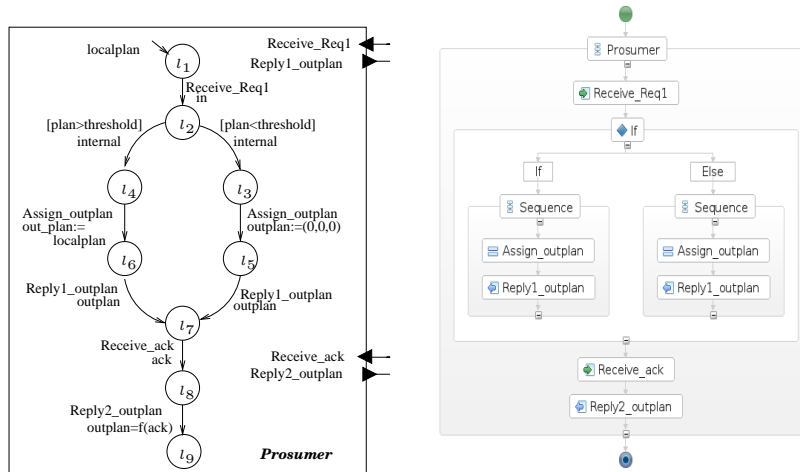 localplan
l1
Receive_Req1
in
l2
[plan>threshold]
internal
[plan<threshold]
internal
l4
l3
Assign_outplan
out_plan:=
localplan
Assign_outplan
outplan:=(0,0,0)
l6
l5
Reply1_outplan
outplan
Reply1_outplan
outplan
l7
Receive_ack
ack
l8
Reply2_outplan
outplan=f(ack)
l9
Prosumer
Receive_Req1
Reply1_outplan
Receive_ack
Reply2_outplan
Prosumer
Receive_Req1
If
If
Else
Sequence
Sequence
Assign_outplan
Assign_outplan
Reply1_outplan
Reply1_outplan
Receive_ack
Reply2_outplan